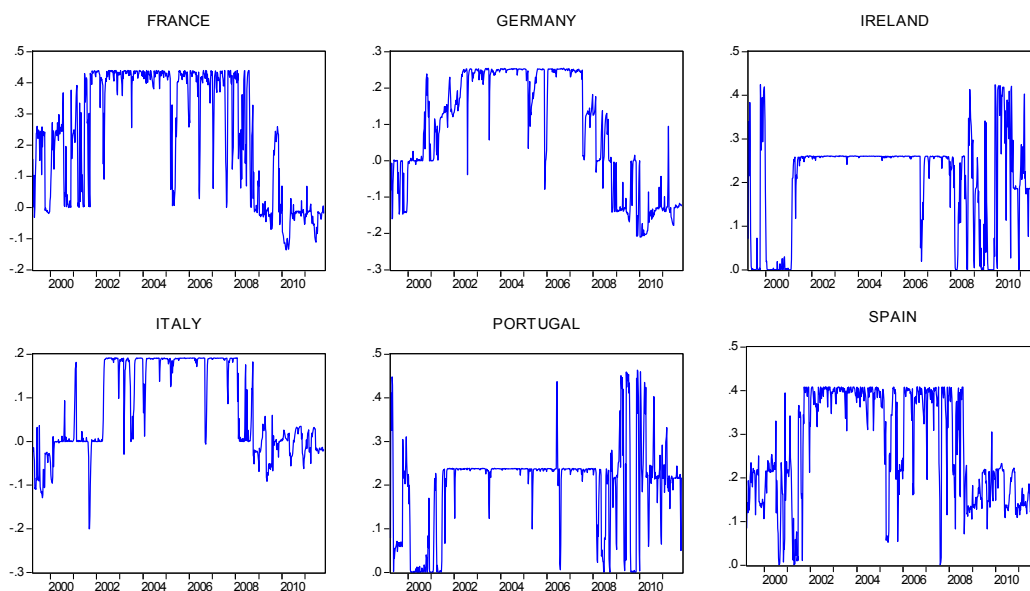 FRANCE GERMANY IRELAND
.5 .3 .5
.4 .2 .4
.3 .1 .3
.2 .0 .2
.1 -.1 .1
.0 -.2 .0
-.1 -.3
-.2
2000 2002 2004 2006 2008 2010 2000 2002 2004 2006 2008 2010 2000 2002 2004 2006 2008 2010
ITALY PORTUGAL SPAIN
.2 .5 .5
.1 .4 .4
.0 .3 .3
-.1 .2 .2
-.2 .1 .1
-.3 .0 .0
2000 2002 2004 2006 2008 2010 2000 2002 2004 2006 2008 2010 2000 2002 2004 2006 2008 2010